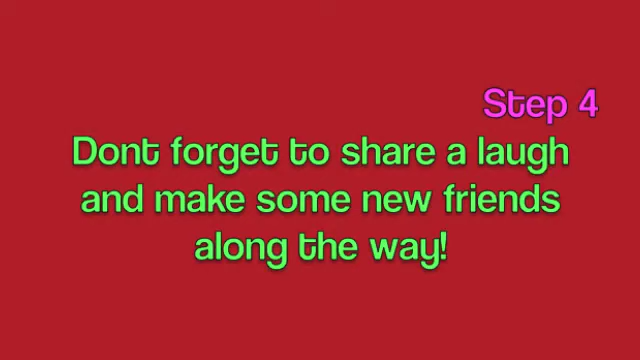 Step 4
Dont forget to share a laugh
and make some new friends
along the way!